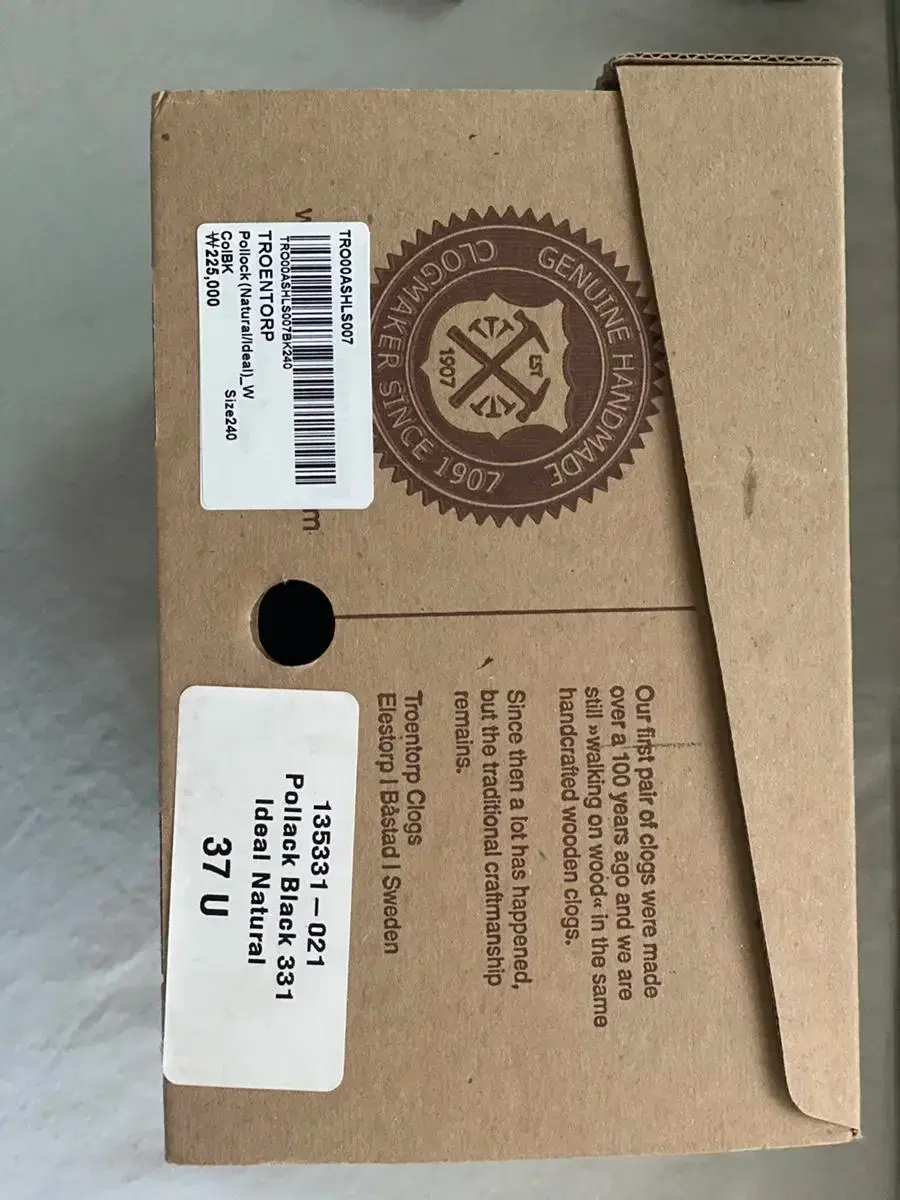 GENUINE HANDMADE
CLOGMAKER SINCE 1907
EST
1907
w
m
TRO00ASHLS007
TRO00ASHLS007BK240
TROENTORP
Pollock(Natural/Ideal)_W
ColBK Size240
₩225,000
Our first pair of clogs were made
over a 100 years ago and we are
still »walking on wood« in the same
handcrafted wooden clogs.
Since then a lot has happened,
but the traditional craftmanship
remains.
Troentorp Clogs
Elestorp | Båstad | Sweden
135331-021
Pollack Black 331
Ideal Natural
37 U